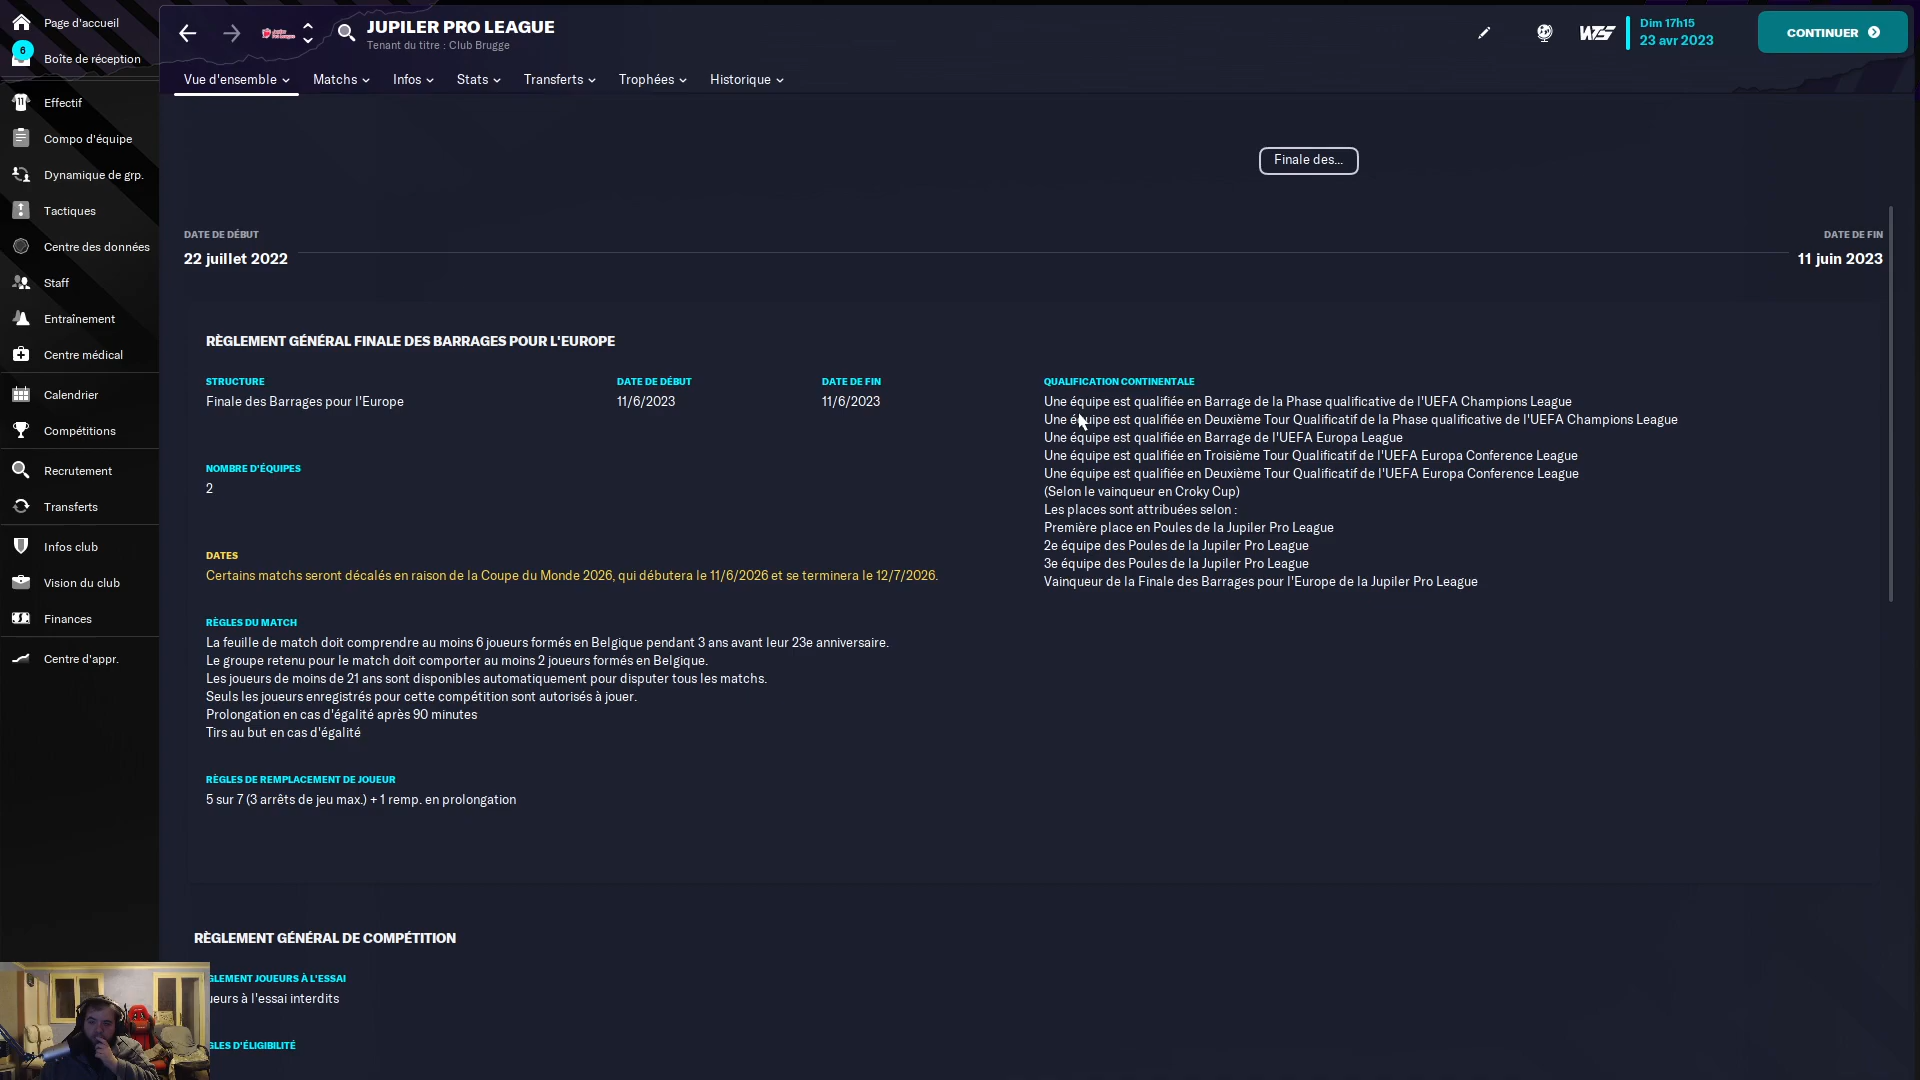 Page d'accueil
6
Boîte de réception
Effectif
Compo d'équipe
Dynamique de grp.
Tactiques
Centre des données
Staff
Entraînement
Centre médical
Calendrier
Compétitions
Recrutement
Transferts
Infos club
Vision du club
Finances
Centre d'appr.
JUPILER PRO LEAGUE
Tenant du titre : Club Brugge
Dim 17h15
23 avr 2023
CONTINUER
Vue d'ensemble
Matchs
Infos
Stats
Transferts
Trophées
Historique
Finale des...
DATE DE DÉBUT
22 juillet 2022
DATE DE FIN
11 juin 2023
RÈGLEMENT GÉNÉRAL FINALE DES BARRAGES POUR L'EUROPE
STRUCTURE
Finale des Barrages pour l'Europe
DATE DE DÉBUT
11/6/2023
DATE DE FIN
11/6/2023
NOMBRE D'ÉQUIPES
2
DATES
Certains matchs seront décalés en raison de la Coupe du Monde 2026, qui débutera le 11/6/2026 et se terminera le 12/7/2026.
RÈGLES DU MATCH
La feuille de match doit comprendre au moins 6 joueurs formés en Belgique pendant 3 ans avant leur 23e anniversaire.
Le groupe retenu pour le match doit comporter au moins 2 joueurs formés en Belgique.
Les joueurs de moins de 21 ans sont disponibles automatiquement pour disputer tous les matchs.
Seuls les joueurs enregistrés pour cette compétition sont autorisés à jouer.
Prolongation en cas d'égalité après 90 minutes
Tirs au but en cas d'égalité
RÈGLES DE REMPLACEMENT DE JOUEUR
5 sur 7 (3 arrêts de jeu max.) + 1 remp. en prolongation
QUALIFICATION CONTINENTALE
Une équipe est qualifiée en Barrage de la Phase qualificative de l'UEFA Champions League
Une équipe est qualifiée en Deuxième Tour Qualificatif de la Phase qualificative de l'UEFA Champions League
Une équipe est qualifiée en Barrage de l'UEFA Europa League
Une équipe est qualifiée en Troisième Tour Qualificatif de l'UEFA Europa Conference League
Une équipe est qualifiée en Deuxième Tour Qualificatif de l'UEFA Europa Conference League
(Selon le vainqueur en Croky Cup)
Les places sont attribuées selon :
Première place en Poules de la Jupiler Pro League
2e équipe des Poules de la Jupiler Pro League
3e équipe des Poules de la Jupiler Pro League
Vainqueur de la Finale des Barrages pour l'Europe de la Jupiler Pro League
RÈGLEMENT GÉNÉRAL DE COMPÉTITION
GLEMENT JOUEURS À L'ESSAI
ueurs à l'essai interdits
GLES D'ÉLIGIBILITÉ